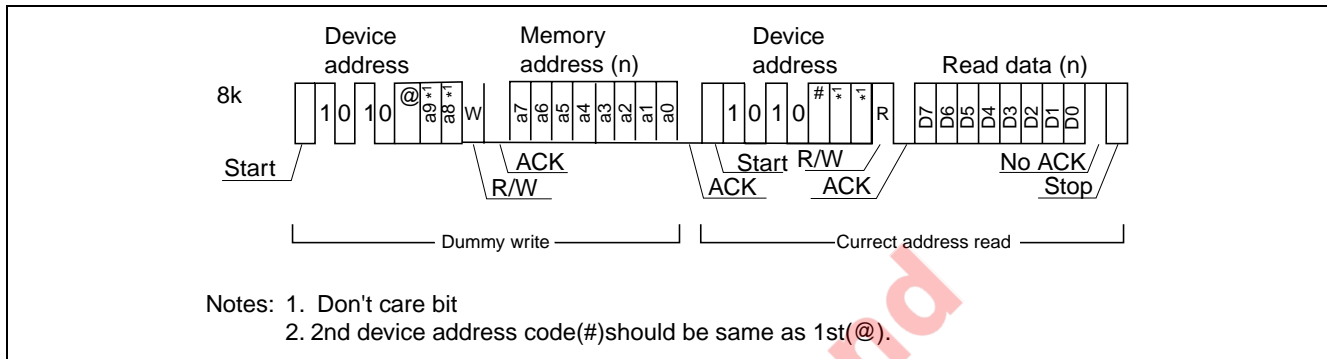 Device address Memory address (n) Device address Read data (n)
8k 1 0 1 0 @ a9 *1 a8 *1 W a7 a6 a5 a4 a3 a2 a1 a0 1 0 1 0 # *1 *1 R D7 D6 D5 D4 D3 D2 D1 D0
Start ACK Start R/W No ACK
R/W ACK ACK Stop
Dummy write Currect address read
Notes: 1. Don't care bit
2. 2nd device address code(#)should be same as 1st(@).